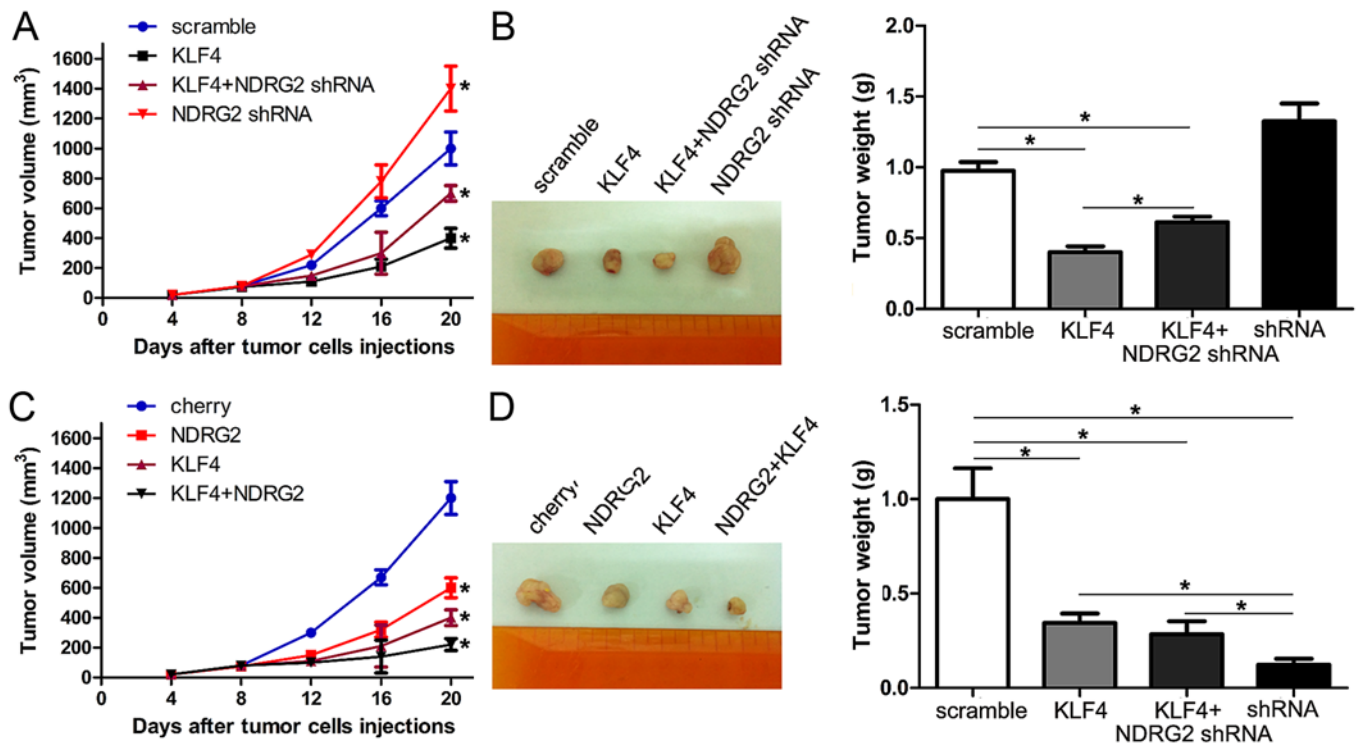 A
scramble
KLF4
KLF4+NDRG2 shRNA
NDRG2 shRNA
Tumor volume (mm³)
1600
1400
1200
1000
800
600
400
200
0
0 4 8 12 16 20
Days after tumor cells injections
*
*
*
B
scramble
KLF4
KLF4+NDRG2 shRNA
NDRG2 shRNA
Tumor weight (g)
2.0
1.5
1.0
0.5
0.0
*
*
*
scramble KLF4 KLF4+ shRNA
NDRG2 shRNA
C
cherry
NDRG2
KLF4
KLF4+NDRG2
Tumor volume (mm³)
1600
1400
1200
1000
800
600
400
200
0
0 4 8 12 16 20
Days after tumor cells injections
*
*
*
D
cherry
NDRG2
KLF4
NDRG2+KLF4
Tumor weight (g)
1.5
1.0
0.5
0.0
*
*
*
*
*
scramble KLF4 KLF4+ shRNA
NDRG2 shRNA